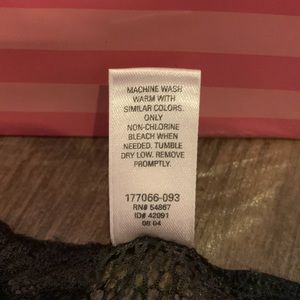 MACHINE WASH
WARM WITH
SIMILAR COLORS.
ONLY
NON-CHLORINE
BLEACH WHEN
NEEDED. TUMBLE
DRY LOW. REMOVE
PROMPTLY.
177066-093
RN# 54867
ID# 42091
08 04